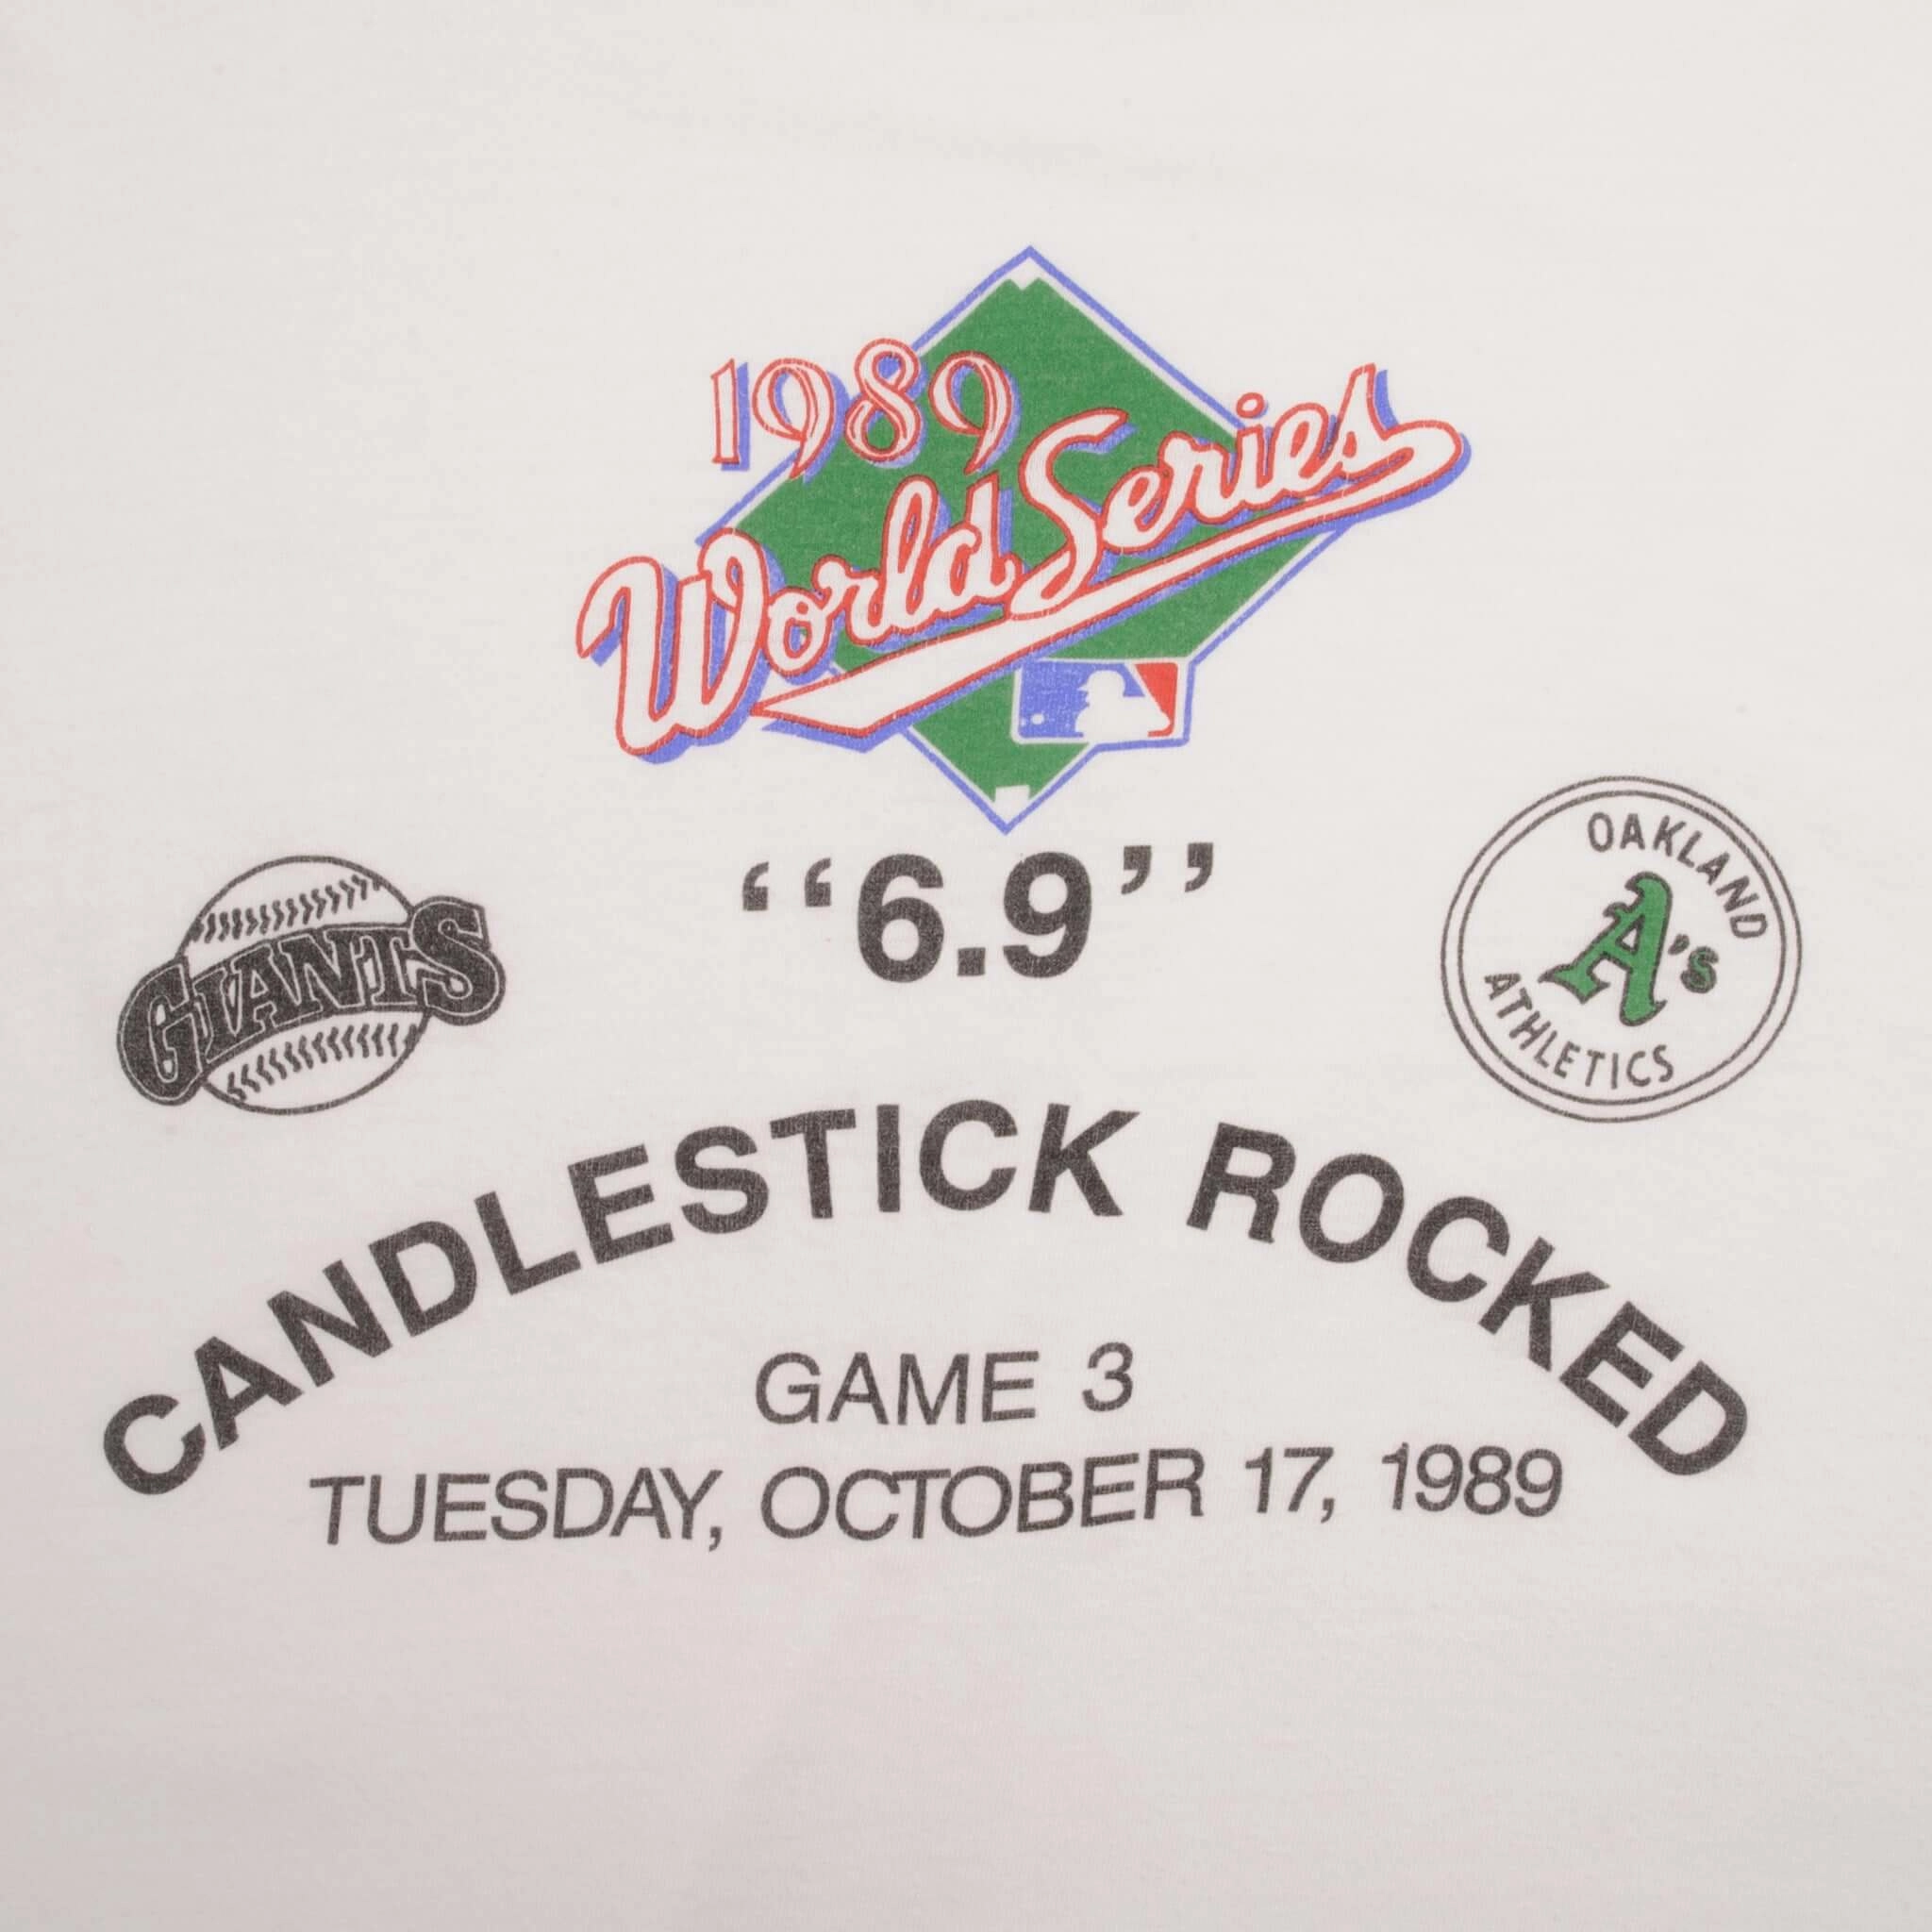 1989
World Series
“6.9”
GIANTS
OAKLAND
A's
ATHLETICS
CANDLESTICK ROCKED
GAME 3
TUESDAY, OCTOBER 17, 1989